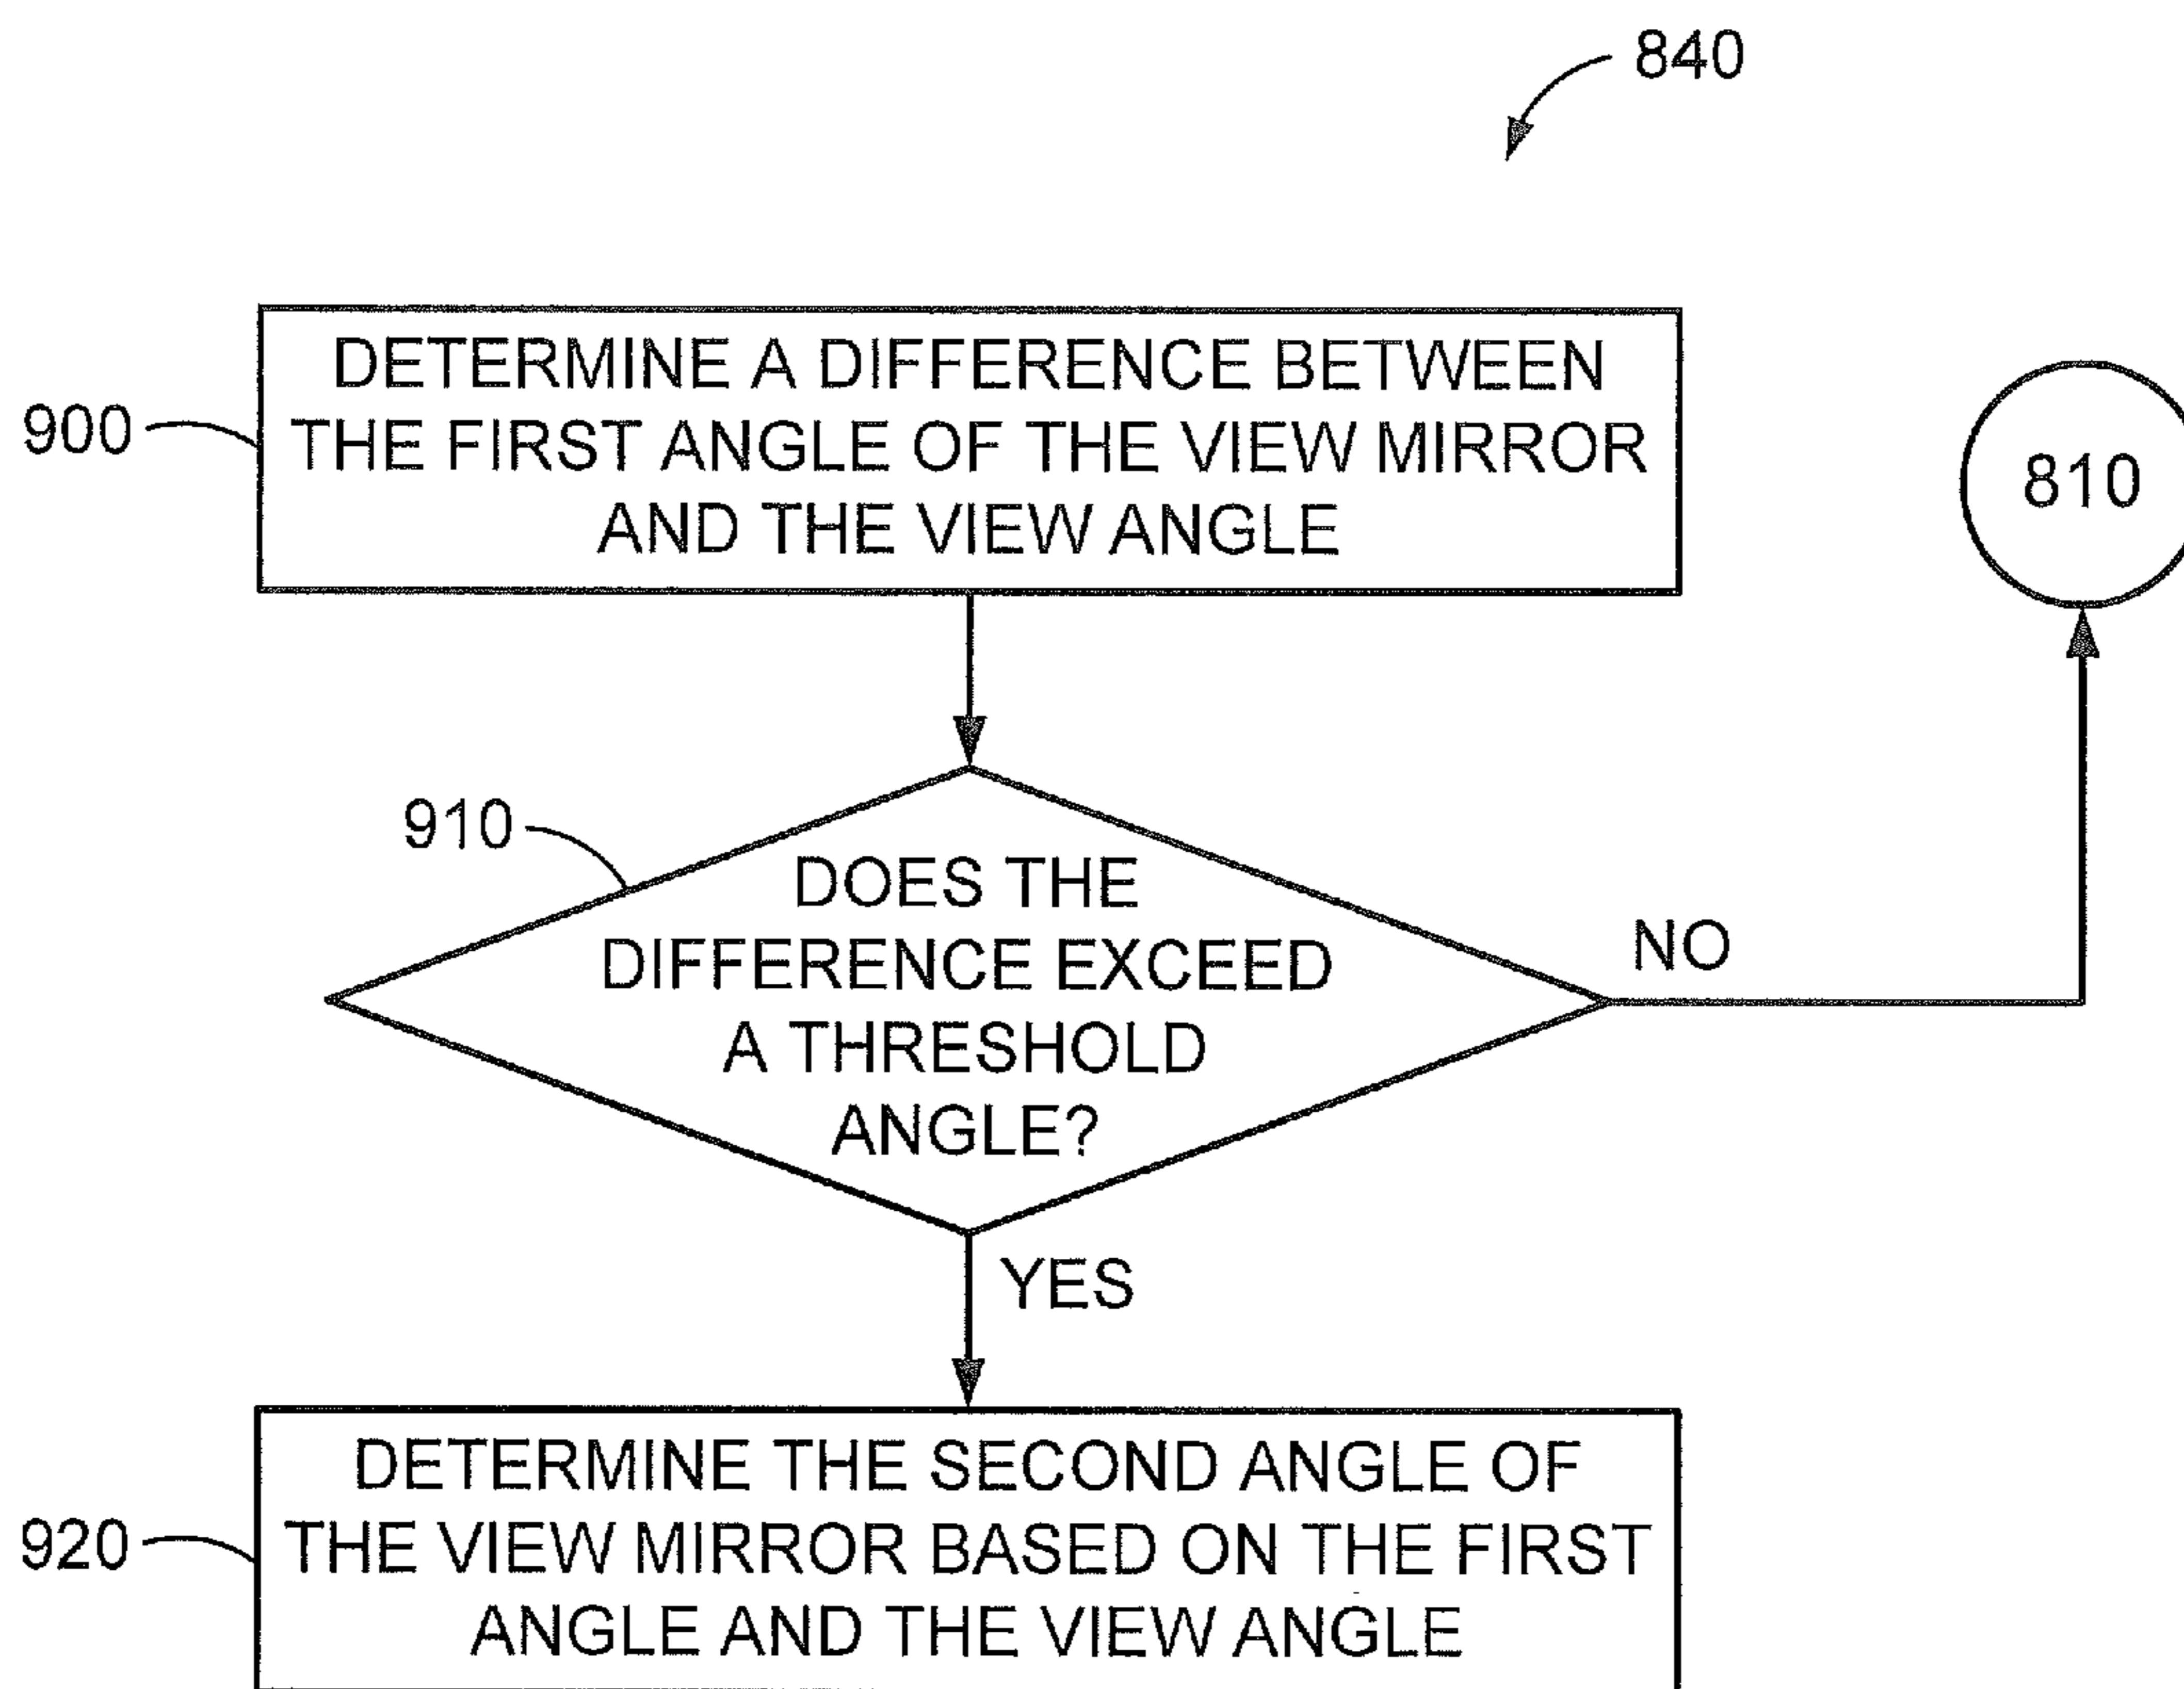 840
DETERMINE A DIFFERENCE BETWEEN
THE FIRST ANGLE OF THE VIEW MIRROR
AND THE VIEW ANGLE
900
810
910
DOES THE
DIFFERENCE EXCEED
A THRESHOLD
ANGLE?
NO
YES
DETERMINE THE SECOND ANGLE OF
THE VIEW MIRROR BASED ON THE FIRST
ANGLE AND THE VIEW ANGLE
920